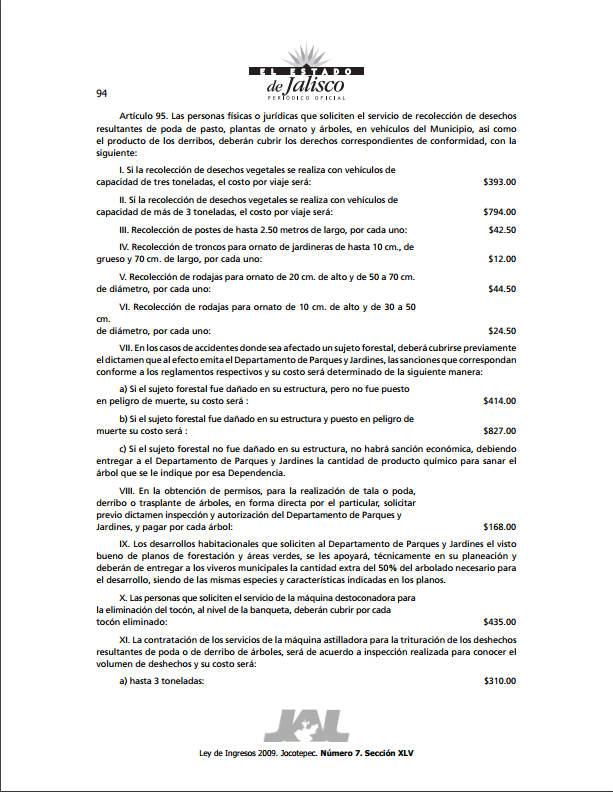 94
EL ESTADO
de Jalisco
PERIÓDICO OFICIAL
Artículo 95. Las personas físicas o jurídicas que soliciten el servicio de recolección de desechos
resultantes de poda de pasto, plantas de ornato y árboles, en vehículos del Municipio, así como
el producto de los derribos, deberán cubrir los derechos correspondientes de conformidad, con la
siguiente:
I. Si la recolección de desechos vegetales se realiza con vehículos de
capacidad de tres toneladas, el costo por viaje será: $393.00
II. Si la recolección de desechos vegetales se realiza con vehículos de
capacidad de más de 3 toneladas, el costo por viaje será: $794.00
III. Recolección de postes de hasta 2.50 metros de largo, por cada uno: $42.50
IV. Recolección de troncos para ornato de jardineras de hasta 10 cm., de
grueso y 70 cm. de largo, por cada uno: $12.00
V. Recolección de rodajas para ornato de 20 cm. de alto y de 50 a 70 cm.
de diámetro, por cada uno: $44.50
VI. Recolección de rodajas para ornato de 10 cm. de alto y de 30 a 50
cm.
de diámetro, por cada uno: $24.50
VII. En los casos de accidentes donde sea afectado un sujeto forestal, deberá cubrirse previamente
el dictamen que al efecto emita el Departamento de Parques y Jardines, las sanciones que correspondan
conforme a los reglamentos respectivos y su costo será determinado de la siguiente manera:
a) Si el sujeto forestal fue dañado en su estructura, pero no fue puesto
en peligro de muerte, su costo será : $414.00
b) Si el sujeto forestal fue dañado en su estructura y puesto en peligro de
muerte su costo será : $827.00
c) Si el sujeto forestal no fue dañado en su estructura, no habrá sanción económica, debiendo
entregar a el Departamento de Parques y Jardines la cantidad de producto químico para sanar el
árbol que se le indique por esa Dependencia.
VIII. En la obtención de permisos, para la realización de tala o poda,
derribo o trasplante de árboles, en forma directa por el particular, solicitar
previo dictamen inspección y autorización del Departamento de Parques y
Jardines, y pagar por cada árbol: $168.00
IX. Los desarrollos habitacionales que soliciten al Departamento de Parques y Jardines el visto
bueno de planos de forestación y áreas verdes, se les apoyará, técnicamente en su planeación y
deberán de entregar a los viveros municipales la cantidad extra del 50% del arbolado necesario para
el desarrollo, siendo de las mismas especies y características indicadas en los planos.
X. Las personas que soliciten el servicio de la máquina destoconadora para
la eliminación del tocón, al nivel de la banqueta, deberán cubrir por cada
tocón eliminado: $435.00
XI. La contratación de los servicios de la máquina astilladora para la trituración de los deshechos
resultantes de poda o de derribo de árboles, será de acuerdo a inspección realizada para conocer el
volumen de deshechos y su costo será:
a) hasta 3 toneladas: $310.00
JAL
Ley de Ingresos 2009. Jocotepec. Número 7. Sección XLV